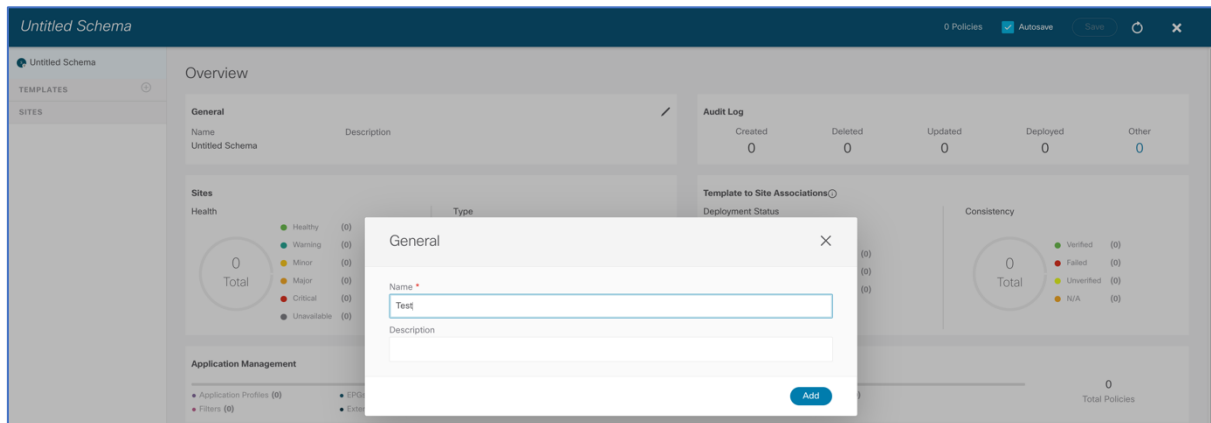 Untitled Schema
0 Policies
Autosave
Save
Untitled Schema
TEMPLATES
SITES
Overview
General
Name Description
Untitled Schema
Audit Log
Created Deleted Updated Deployed Other
0 0 0 0 0
Sites
Health
Type
0
Total
Healthy (0)
Warning (0)
Minor (0)
Major (0)
Critical (0)
Unavailable (0)
Template to Site Associations
Deployment Status
(0)
(0)
(0)
Consistency
0
Total
Verified (0)
Failed (0)
Unverified (0)
N/A (0)
General
Name *
Test
Description
Add
Application Management
Application Profiles (0)
Filters (0)
0
Total Policies